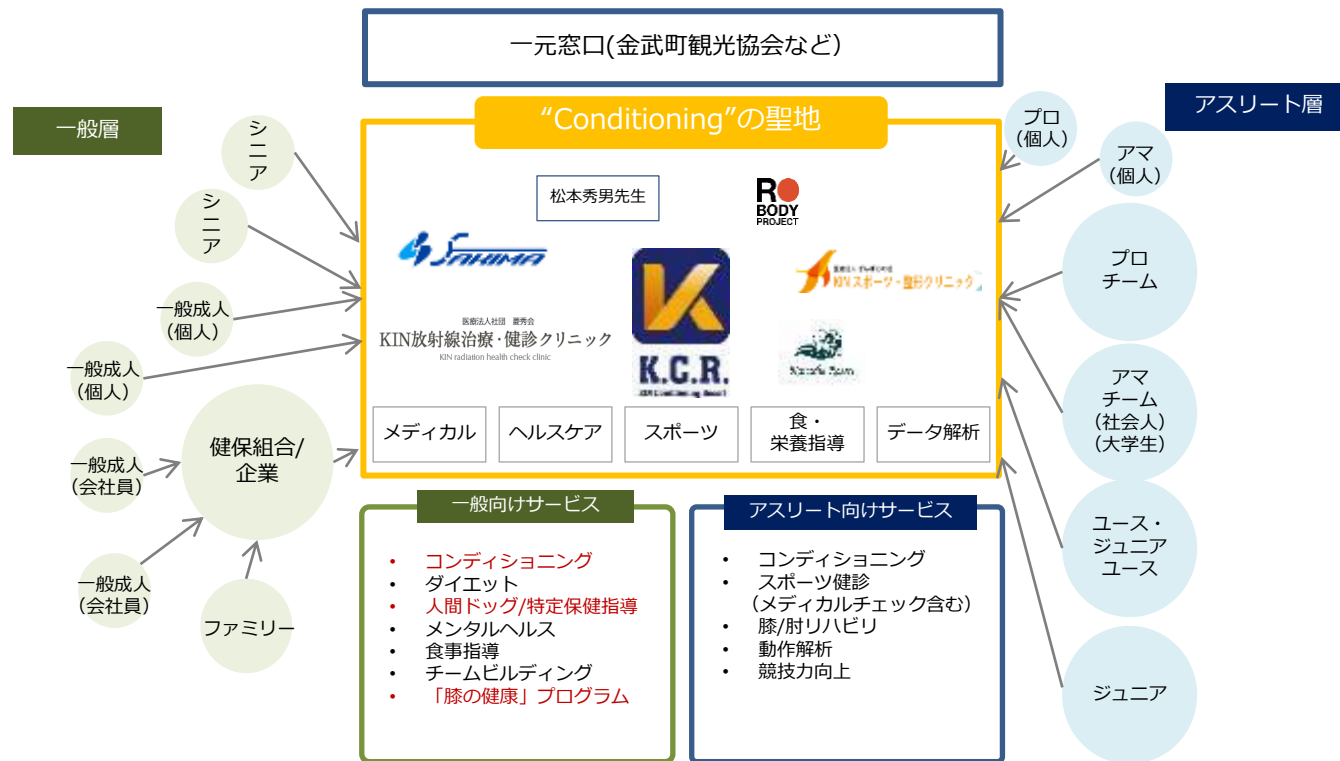 一元窓口(金武町観光協会など)
“Conditioning”の聖地
一般層
アスリート層
シニア
シニア
一般成人
(個人)
一般成人
(個人)
一般成人
(会社員)
一般成人
(会社員)
健保組合/
企業
ファミリー
松本秀男先生
R
BODY
PROJECT
SAHIMA
医療法人社団 菱秀会
KIN放射線治療・健診クリニック
KIN radiation health check clinic
K
K.C.R.
KIN Conditioning Resort
KINスポーツ・整形クリニック
メディカル
ヘルスケア
スポーツ
食・
栄養指導
データ解析
プロ
(個人)
アマ
(個人)
プロ
チーム
アマ
チーム
(社会人)
(大学生)
ユース・
ジュニア
ユース
ジュニア
一般向けサービス
• コンディショニング
• ダイエット
• 人間ドッグ/特定保健指導
• メンタルヘルス
• 食事指導
• チームビルディング
• 「膝の健康」プログラム
アスリート向けサービス
• コンディショニング
• スポーツ健診
(メディカルチェック含む)
• 膝/肘リハビリ
• 動作解析
• 競技力向上